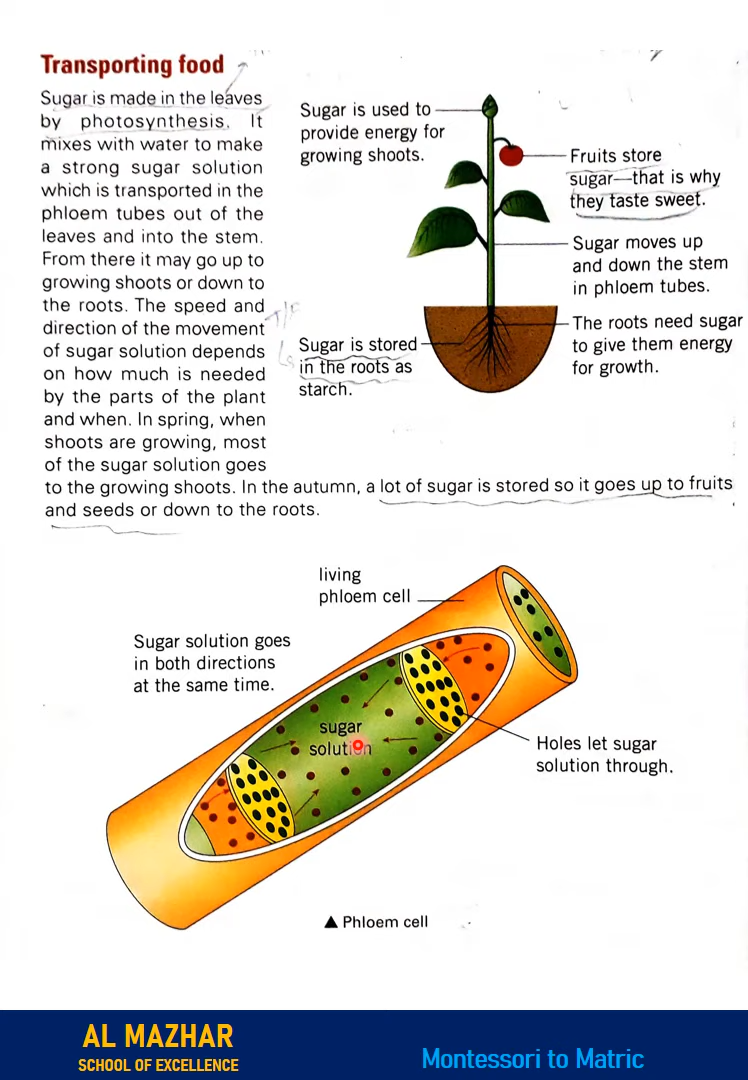 Transporting food
Sugar is made in the leaves
by photosynthesis. It
mixes with water to make
a strong sugar solution
which is transported in the
phloem tubes out of the
leaves and into the stem.
From there it may go up to
growing shoots or down to
the roots. The speed and
direction of the movement
of sugar solution depends
on how much is needed
by the parts of the plant
and when. In spring, when
shoots are growing, most
of the sugar solution goes
to the growing shoots. In the autumn, a lot of sugar is stored so it goes up to fruits
and seeds or down to the roots.
T/F
Sugar is used to
provide energy for
growing shoots.
Fruits store
sugar—that is why
they taste sweet.
Sugar moves up
and down the stem
in phloem tubes.
Sugar is stored
in the roots as
starch.
The roots need sugar
to give them energy
for growth.
living
phloem cell
Sugar solution goes
in both directions
at the same time.
sugar
solution
Holes let sugar
solution through.
▲ Phloem cell
AL MAZHAR
SCHOOL OF EXCELLENCE
Montessori to Matric